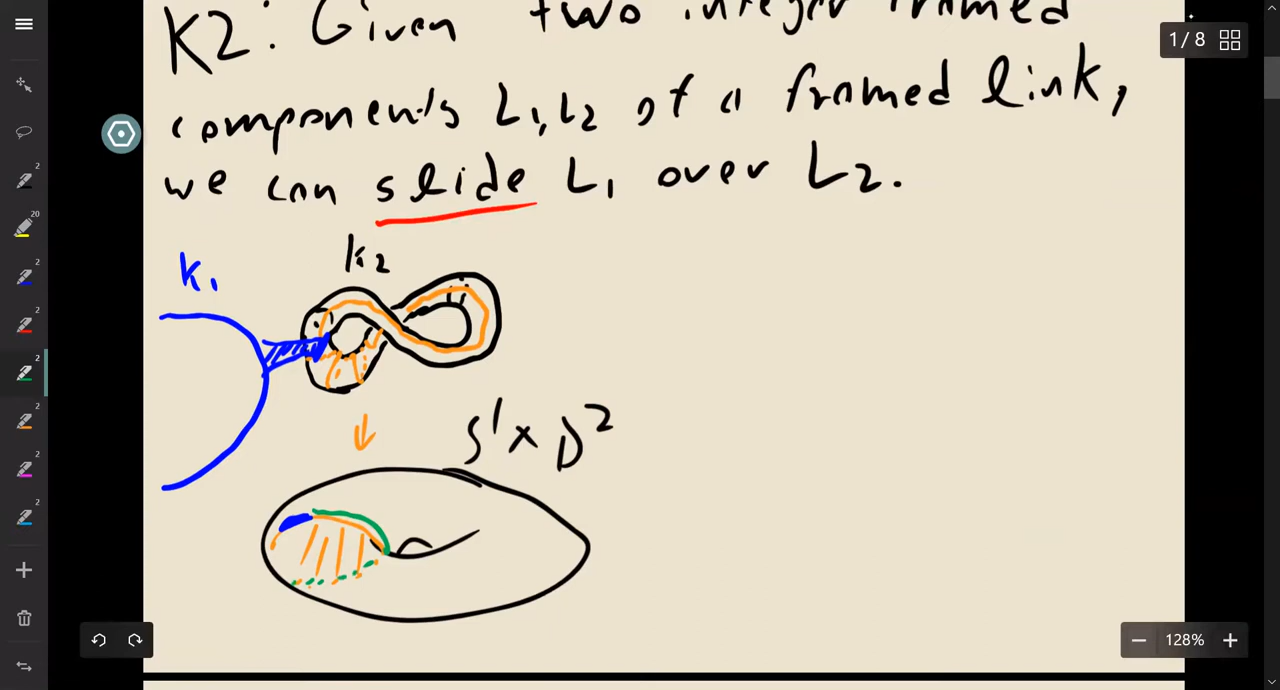 K2: Given two integer framed
1 / 8
components L₁, L₂ of a framed link,
we can slide L₁ over L₂.
K₁
K₂
S¹ × D²
128%